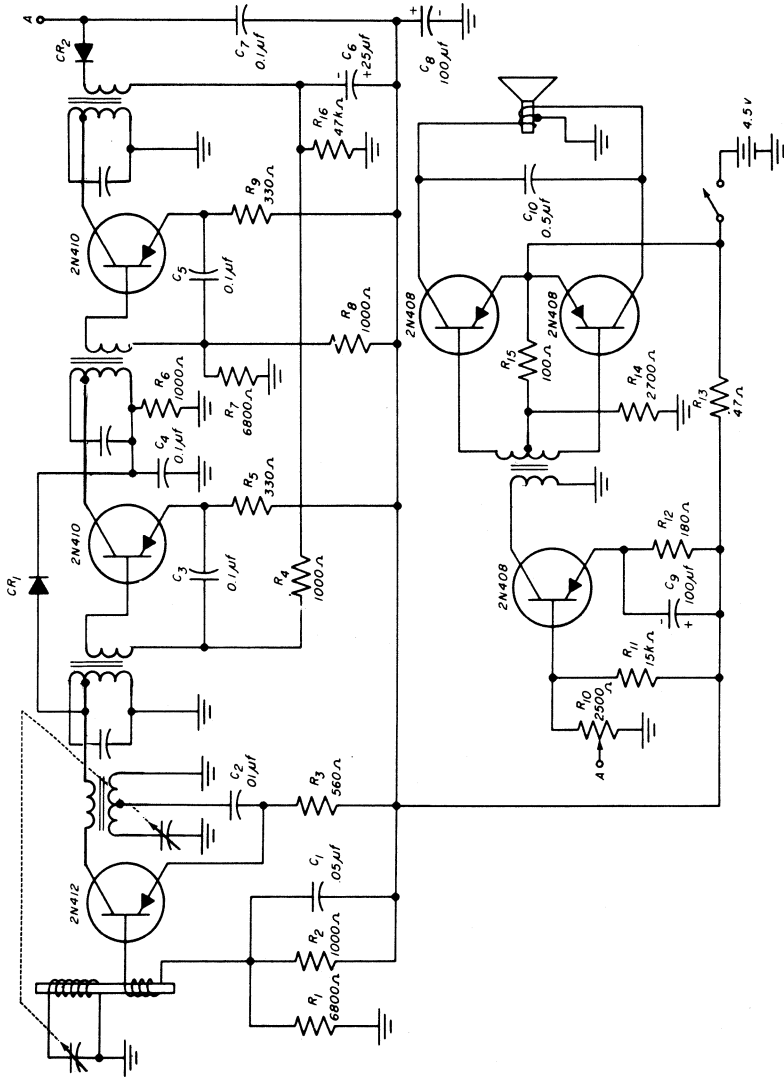 A
CR2
C7
0.1µf
C6
-
+25µf
C8
100µf
+
-
2N410
R16
47kΩ
R9
330Ω
C5
0.1µf
R8
1000Ω
R7
6800Ω
R6
1000Ω
C4
0.1µf
CR1
2N410
R5
330Ω
C3
0.1µf
R4
1000Ω
C2
.01µf
R3
560Ω
2N412
C1
.05µf
R2
1000Ω
R1
6800Ω
2N408
C10
0.5µf
4.5V
2N408
R15
100Ω
R14
2700Ω
R13
47Ω
2N408
R12
180Ω
C9
100µf
-
+
R11
15kΩ
R10
2500Ω
A